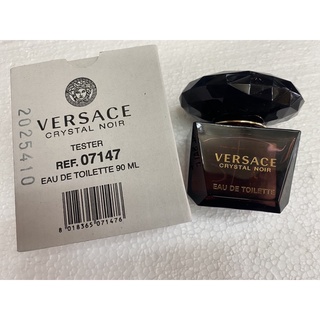 VERSACE
CRYSTAL NOIR
TESTER
REF. 07147
EAU DE TOILETTE 90 ML
8 018365 071476
20225410
VERSACE
CRYSTAL NOIR
EAU DE TOILETTE